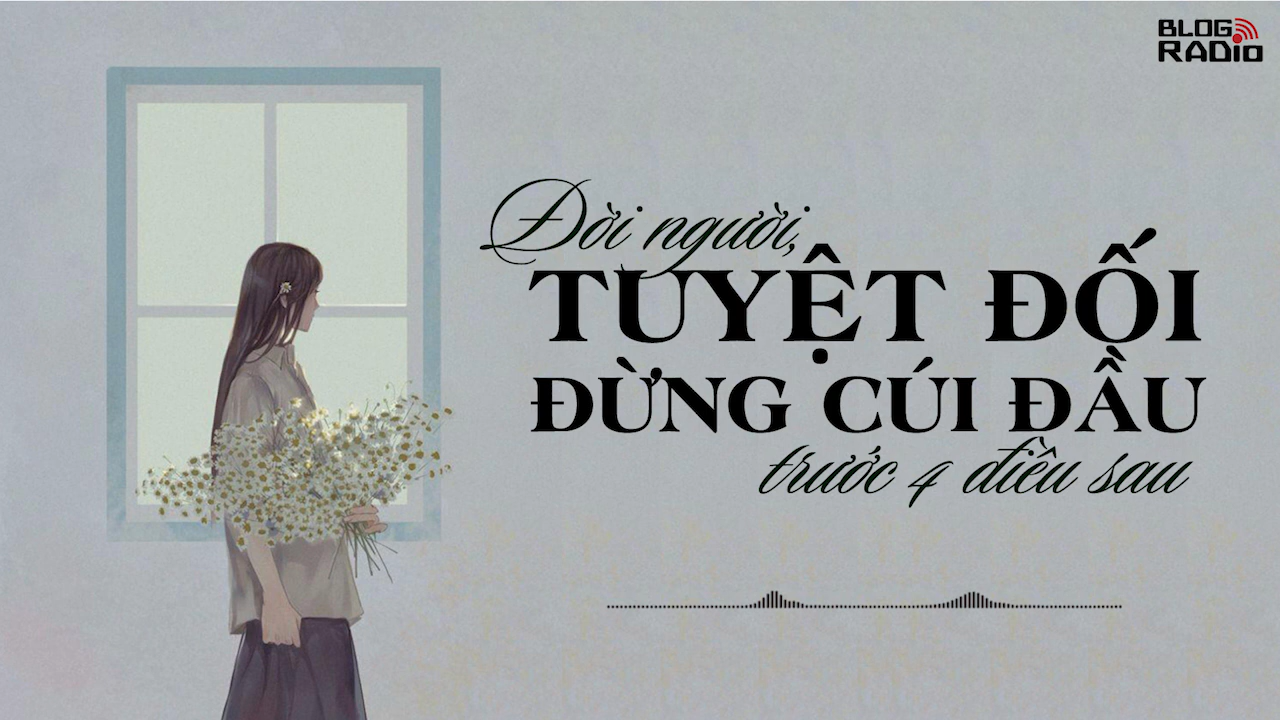 BLOG
RADIO
Đời người,
TUYỆT ĐỐI
ĐỪNG CÚI ĐẦU
trước 4 điều sau